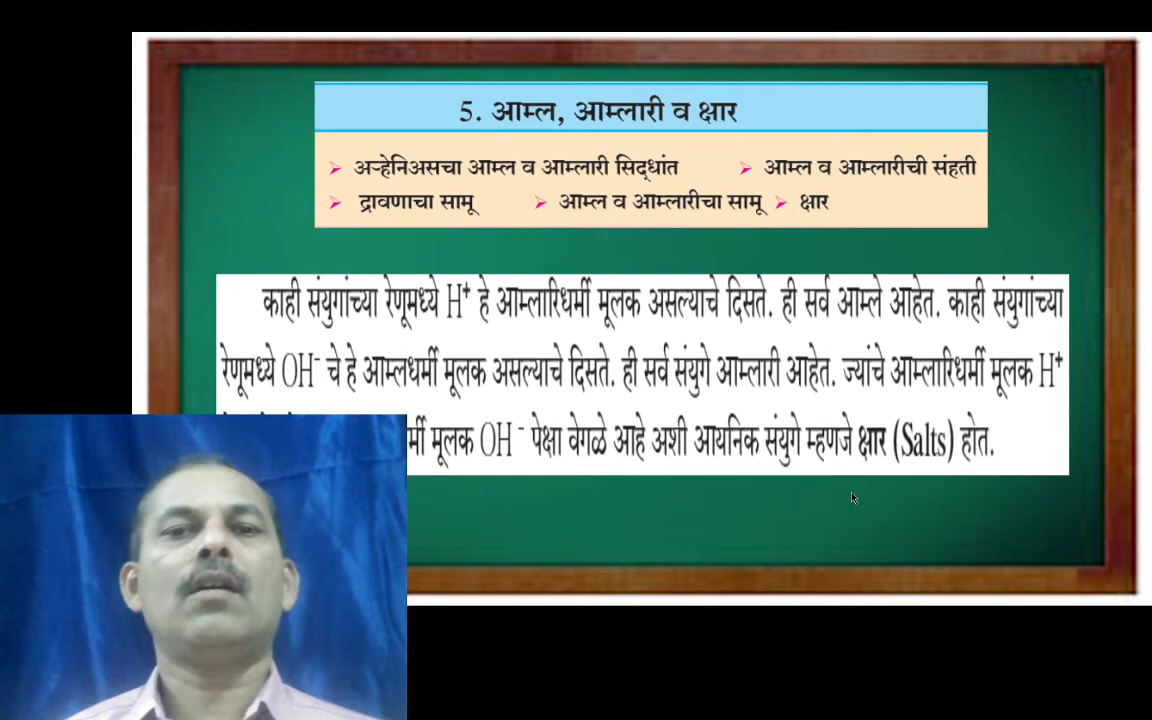 5. आम्ल, आम्लारी व क्षार
➢ अऱ्हेनिअसचा आम्ल व आम्लारी सिद्धांत ➢ आम्ल व आम्लारीची संहती
➢ द्रावणाचा सामू ➢ आम्ल व आम्लारीचा सामू ➢ क्षार
काही संयुगांच्या रेणूमध्ये H⁺ हे आम्लारिधर्मी मूलक असल्याचे दिसते. ही सर्व आम्ले आहेत. काही संयुगांच्या
रेणूमध्ये OH⁻ चे हे आम्लधर्मी मूलक असल्याचे दिसते. ही सर्व संयुगे आम्लारी आहेत. ज्यांचे आम्लारिधर्मी मूलक H⁺
र्मी मूलक OH⁻ पेक्षा वेगळे आहे अशी आयनिक संयुगे म्हणजे क्षार (Salts) होत.